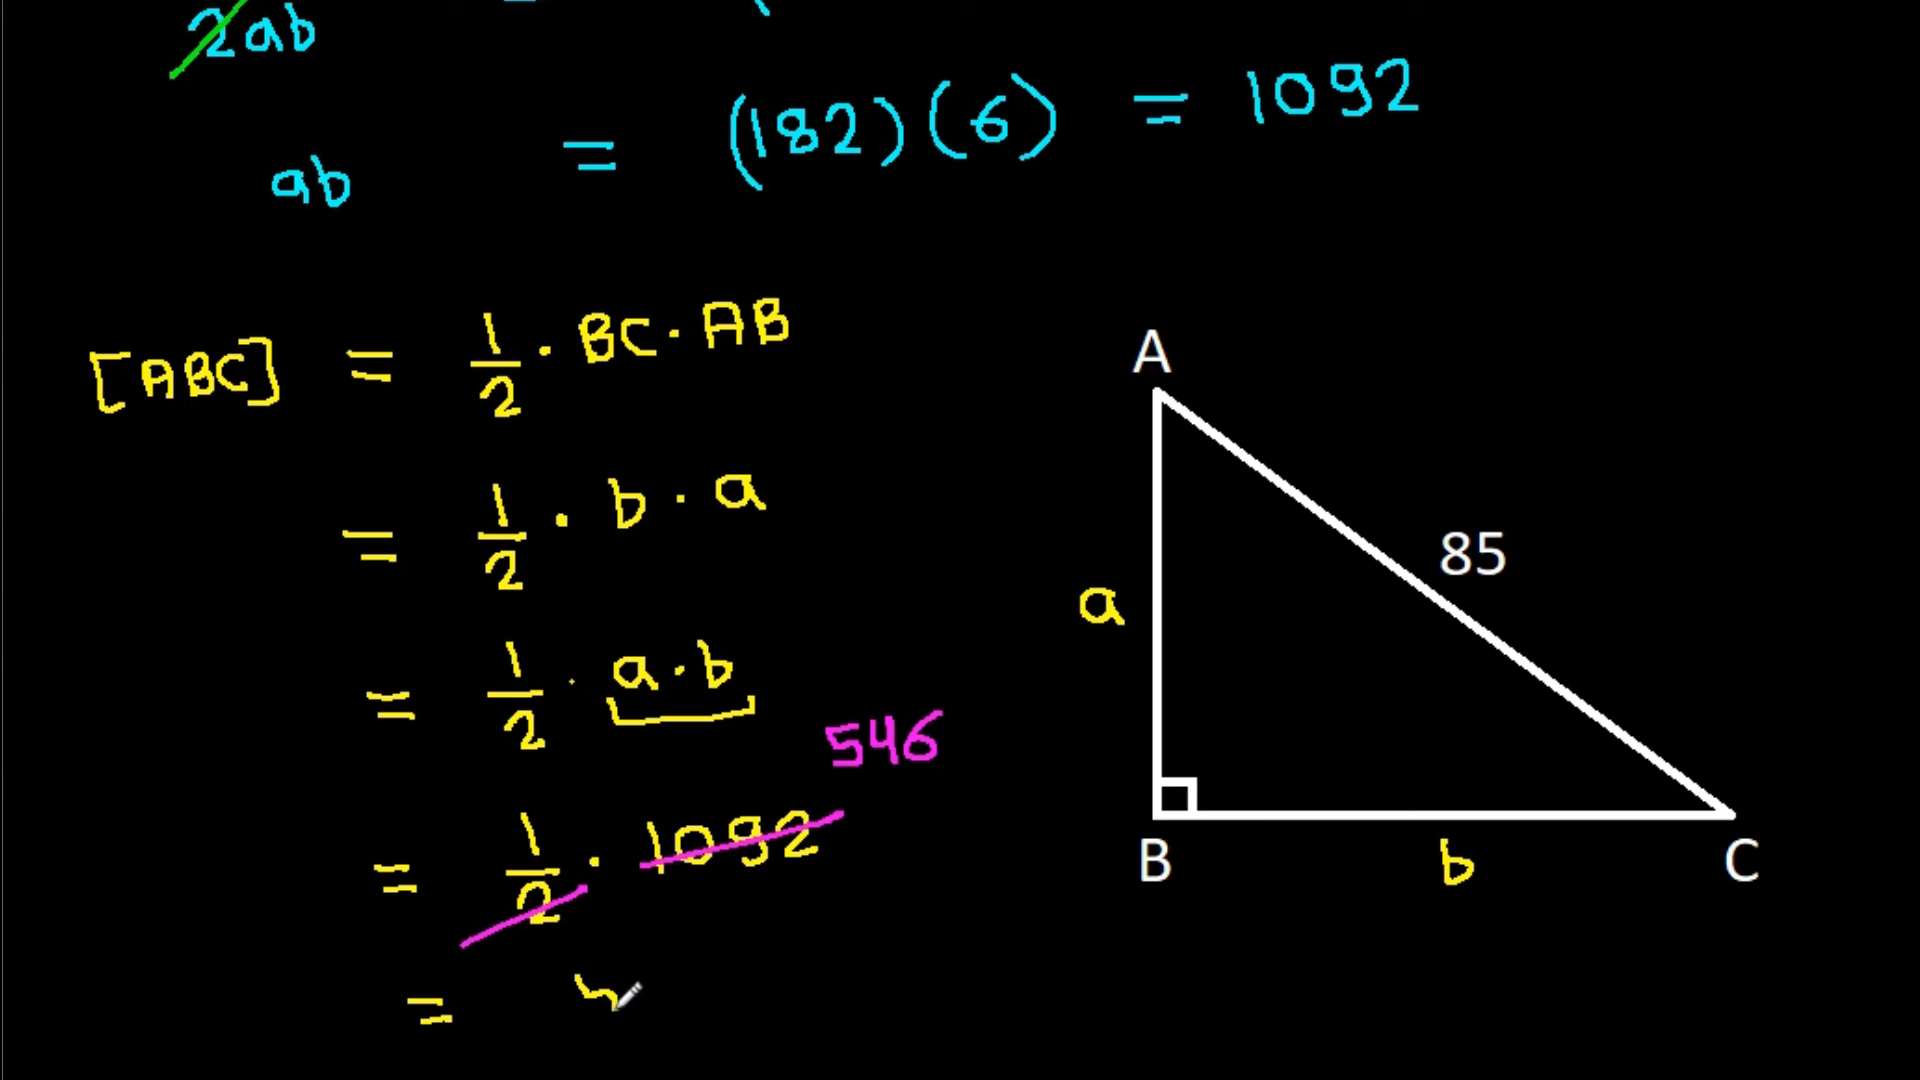 2ab
ab = (182)(6) = 1092
[ABC] = 1/2 · BC · AB
= 1/2 · b · a
= 1/2 · a · b
546
= 1/2 · 1092
=
A
85
a
B
b
C